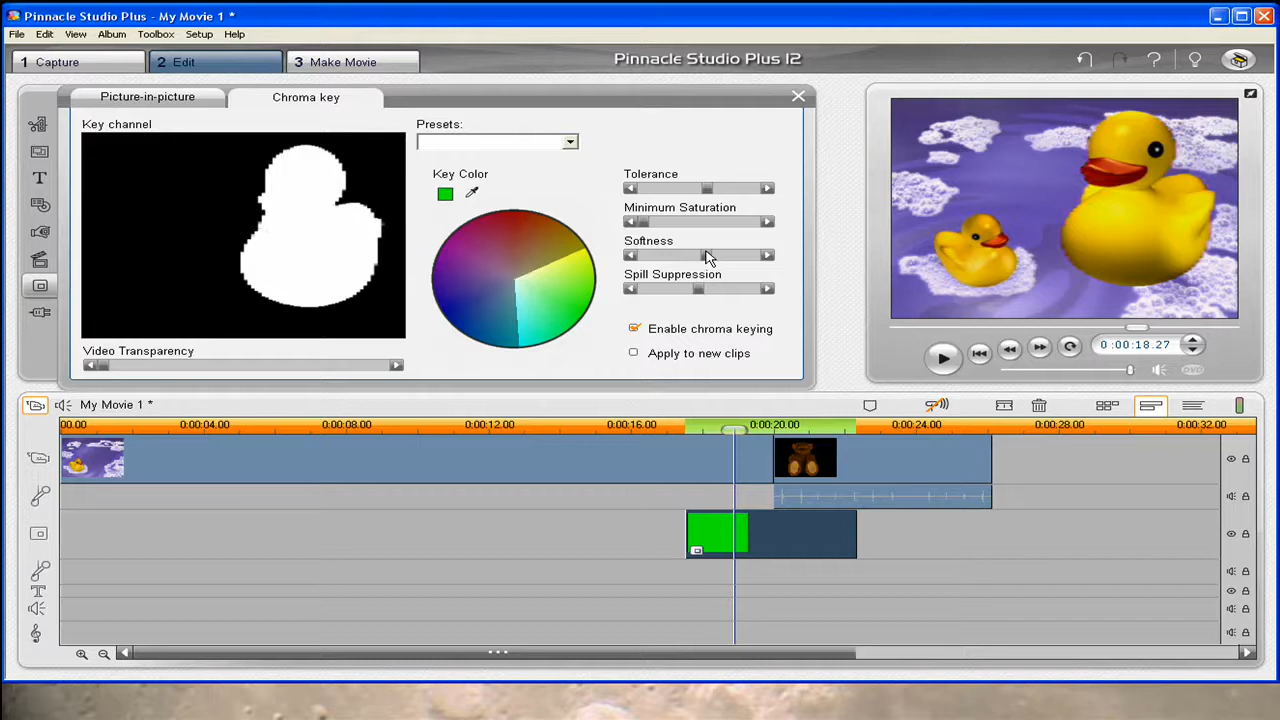 Pinnacle Studio Plus - My Movie 1 *
File Edit View Album Toolbox Setup Help
1 Capture
2 Edit
3 Make Movie
Pinnacle Studio Plus 12
Picture-in-picture
Chroma key
Key channel
Presets:
Key Color
Tolerance
Minimum Saturation
Softness
Spill Suppression
Enable chroma keying
Apply to new clips
Video Transparency
0:00:18.27
DVD
My Movie 1 *
00.00 0:00:04.00 0:00:08.00 0:00:12.00 0:00:16.00 0:00:20.00 0:00:24.00 0:00:28.00 0:00:32.00